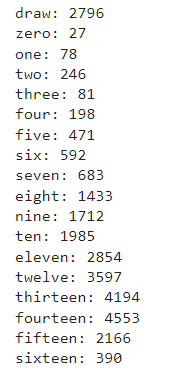 draw: 2796
zero: 27
one: 78
two: 246
three: 81
four: 198
five: 471
six: 592
seven: 683
eight: 1433
nine: 1712
ten: 1985
eleven: 2854
twelve: 3597
thirteen: 4194
fourteen: 4553
fifteen: 2166
sixteen: 390